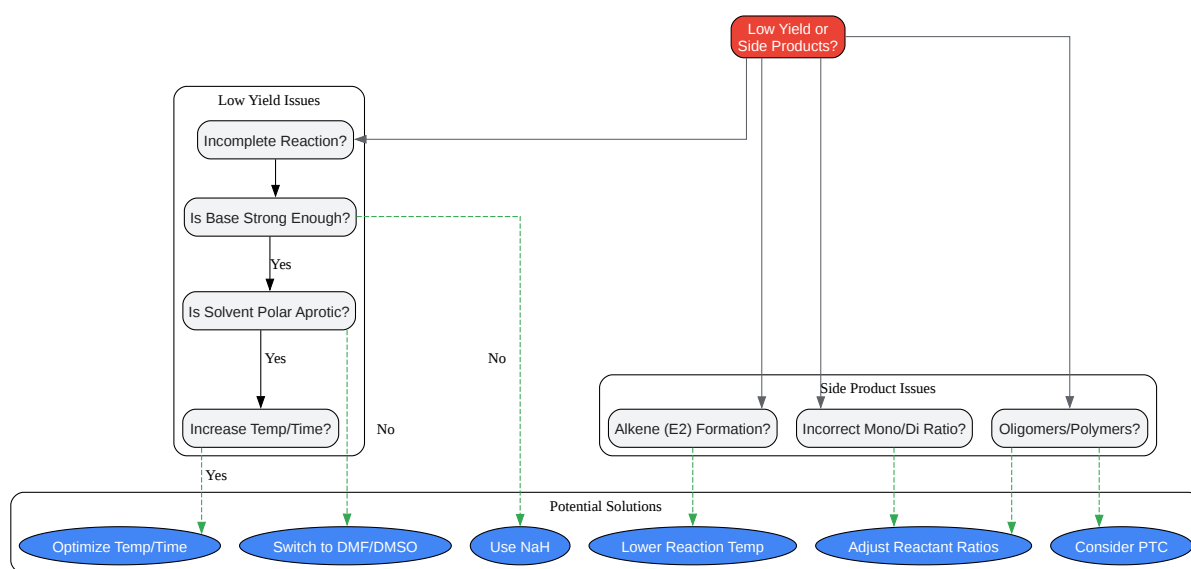 Low Yield or
Side Products?
Low Yield Issues
Incomplete Reaction?
Is Base Strong Enough?
Yes
Is Solvent Polar Aprotic?
Yes
No
Side Product Issues
Increase Temp/Time?
No
Alkene (E2) Formation?
Incorrect Mono/Di Ratio?
Oligomers/Polymers?
Yes
Potential Solutions
Optimize Temp/Time
Switch to DMF/DMSO
Use NaH
Lower Reaction Temp
Adjust Reactant Ratios
Consider PTC